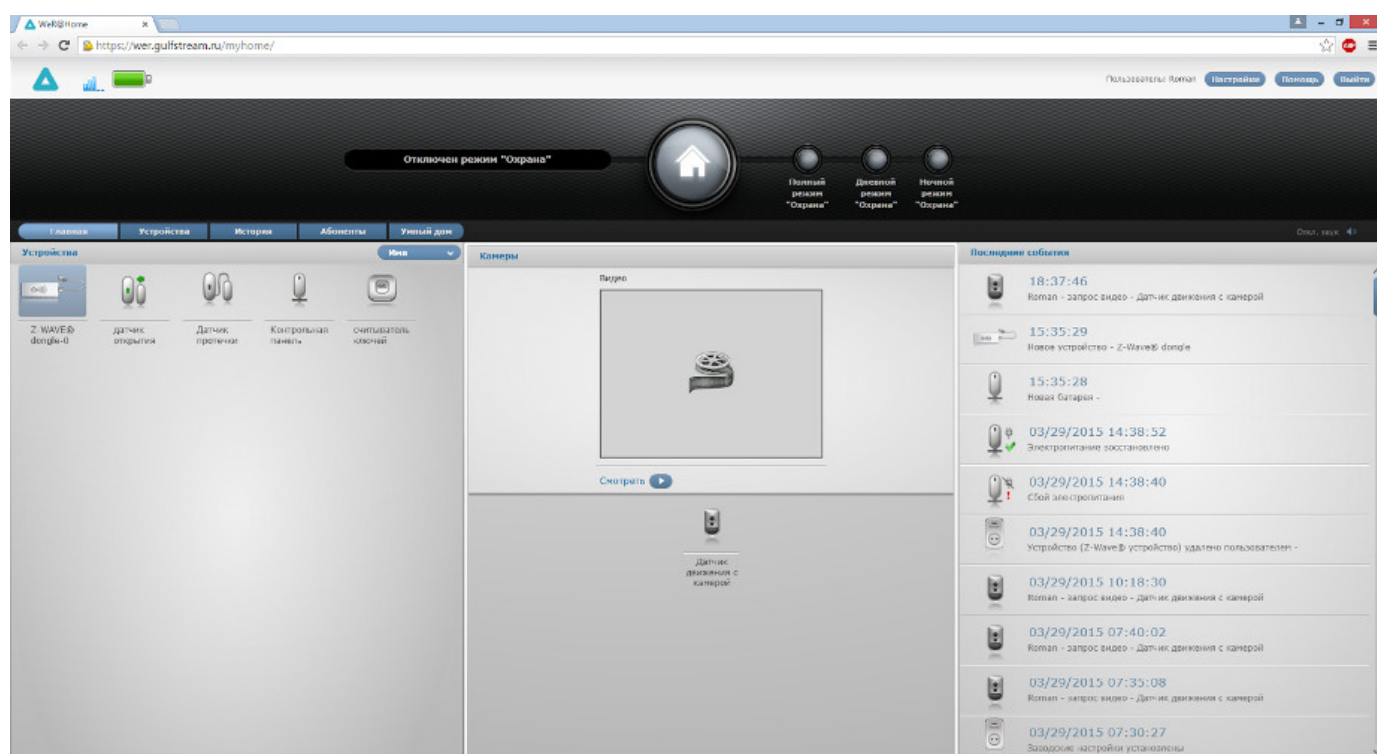 WeR@Home
https://wer.gulfstream.ru/myhome/
Пользователь: Roman Настройки Помощь Выйти
Отключен режим "Охрана"
Полный режим "Охрана"
Дневной режим "Охрана"
Ночной режим "Охрана"
Главная Устройства История Абоненты Умный дом
Откл. звук
Устройства Имя
Z-WAVE® dongle-0
датчик открытия
Датчик протечки
Контрольная панель
считыватель ключей
Камеры
Видео
Смотреть
Датчик движения с камерой
Последние события
18:37:46
Roman - запрос видео - Датчик движения с камерой
15:35:29
Новое устройство - Z-Wave® dongle
15:35:28
Новая батарея -
03/29/2015 14:38:52
Электропитание восстановлено
03/29/2015 14:38:40
Сбой электропитания
03/29/2015 14:38:40
Устройство (Z-Wave® устройство) удалено пользователем -
03/29/2015 10:18:30
Roman - запрос видео - Датчик движения с камерой
03/29/2015 07:40:02
Roman - запрос видео - Датчик движения с камерой
03/29/2015 07:35:08
Roman - запрос видео - Датчик движения с камерой
03/29/2015 07:30:27
Заводские настройки установлены